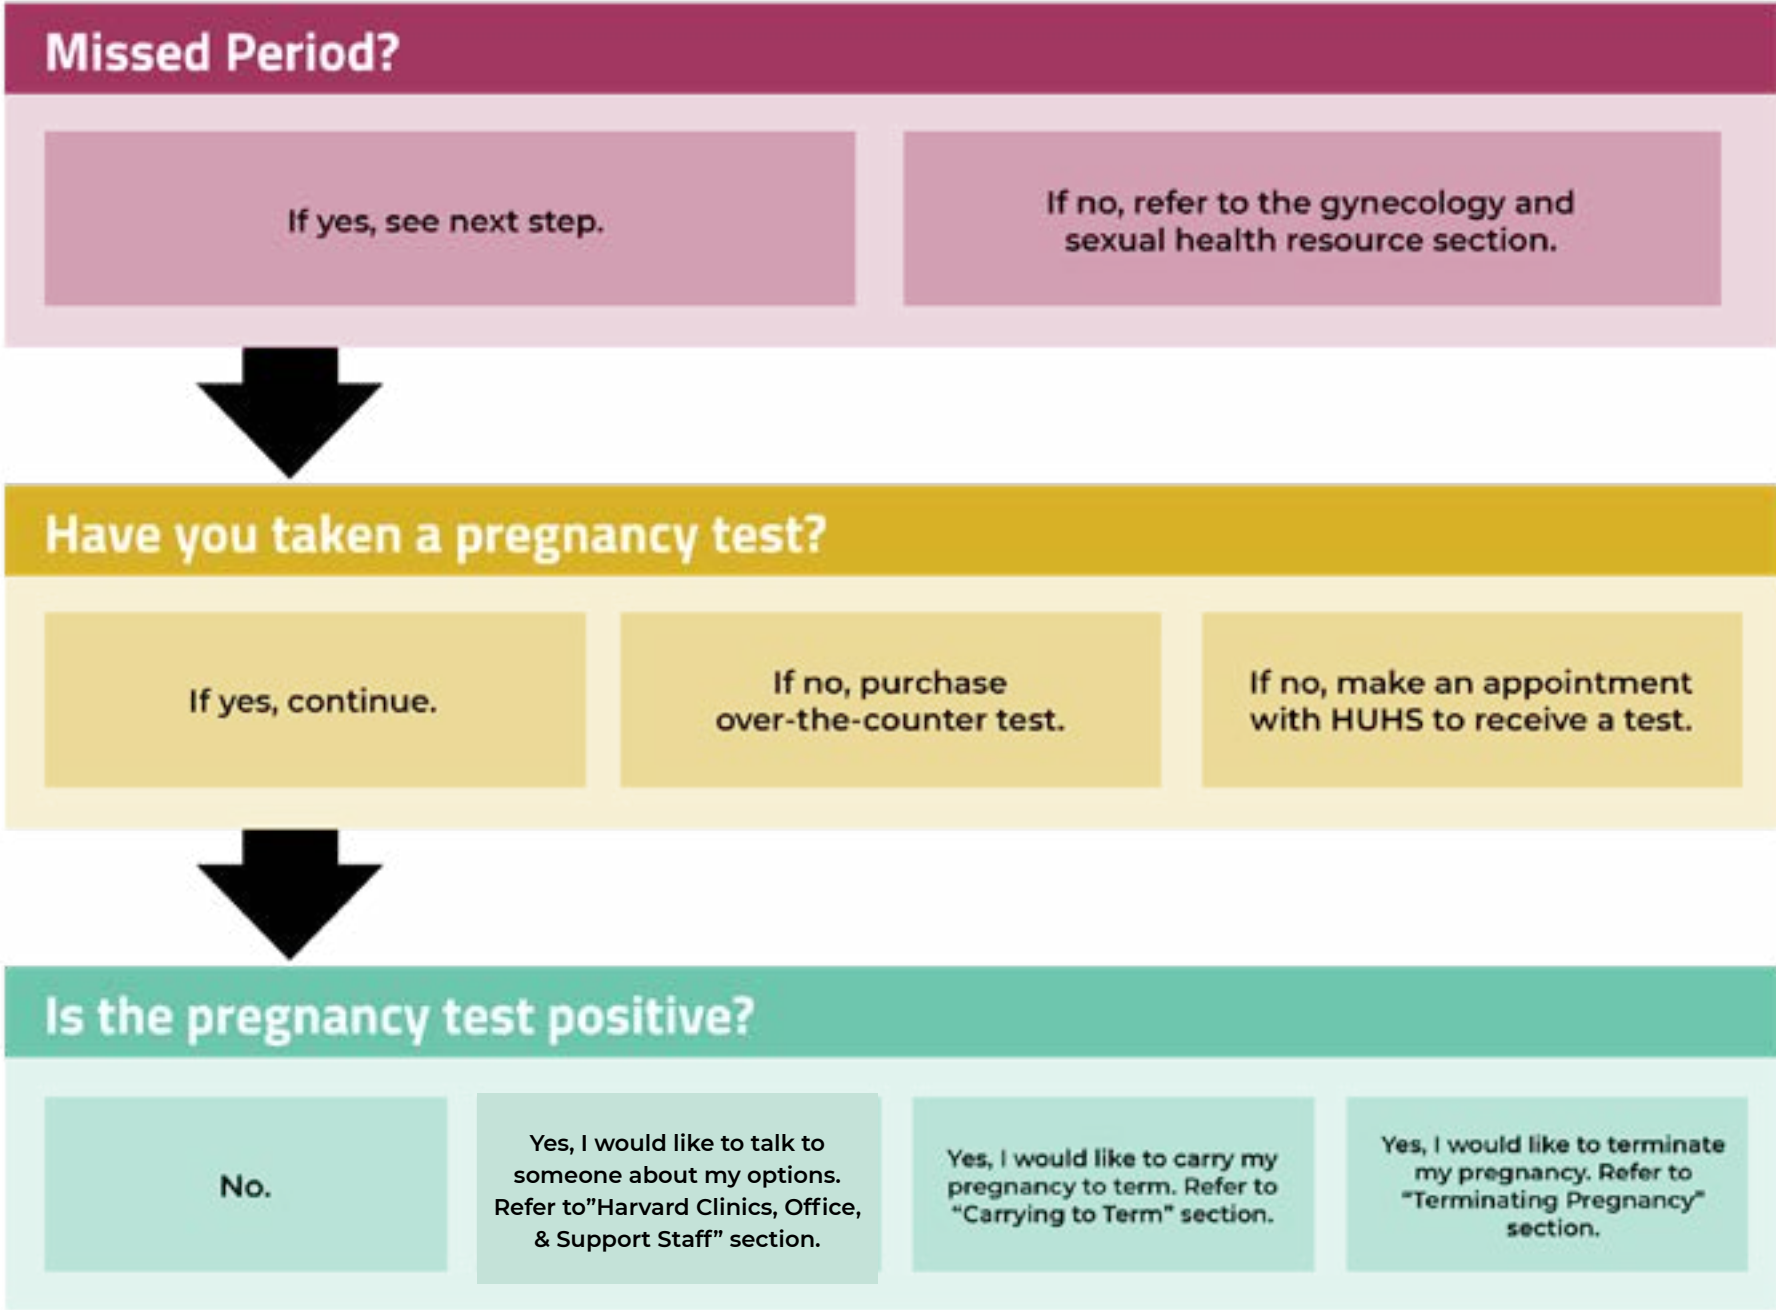 Missed Period?
If yes, see next step.
If no, refer to the gynecology and
sexual health resource section.
Have you taken a pregnancy test?
If yes, continue.
If no, purchase
over-the-counter test.
If no, make an appointment
with HUHS to receive a test.
Is the pregnancy test positive?
No.
Yes, I would like to talk to
someone about my options.
Refer to”Harvard Clinics, Office,
& Support Staff” section.
Yes, I would like to carry my
pregnancy to term. Refer to
“Carrying to Term” section.
Yes, I would like to terminate
my pregnancy. Refer to
“Terminating Pregnancy”
section.